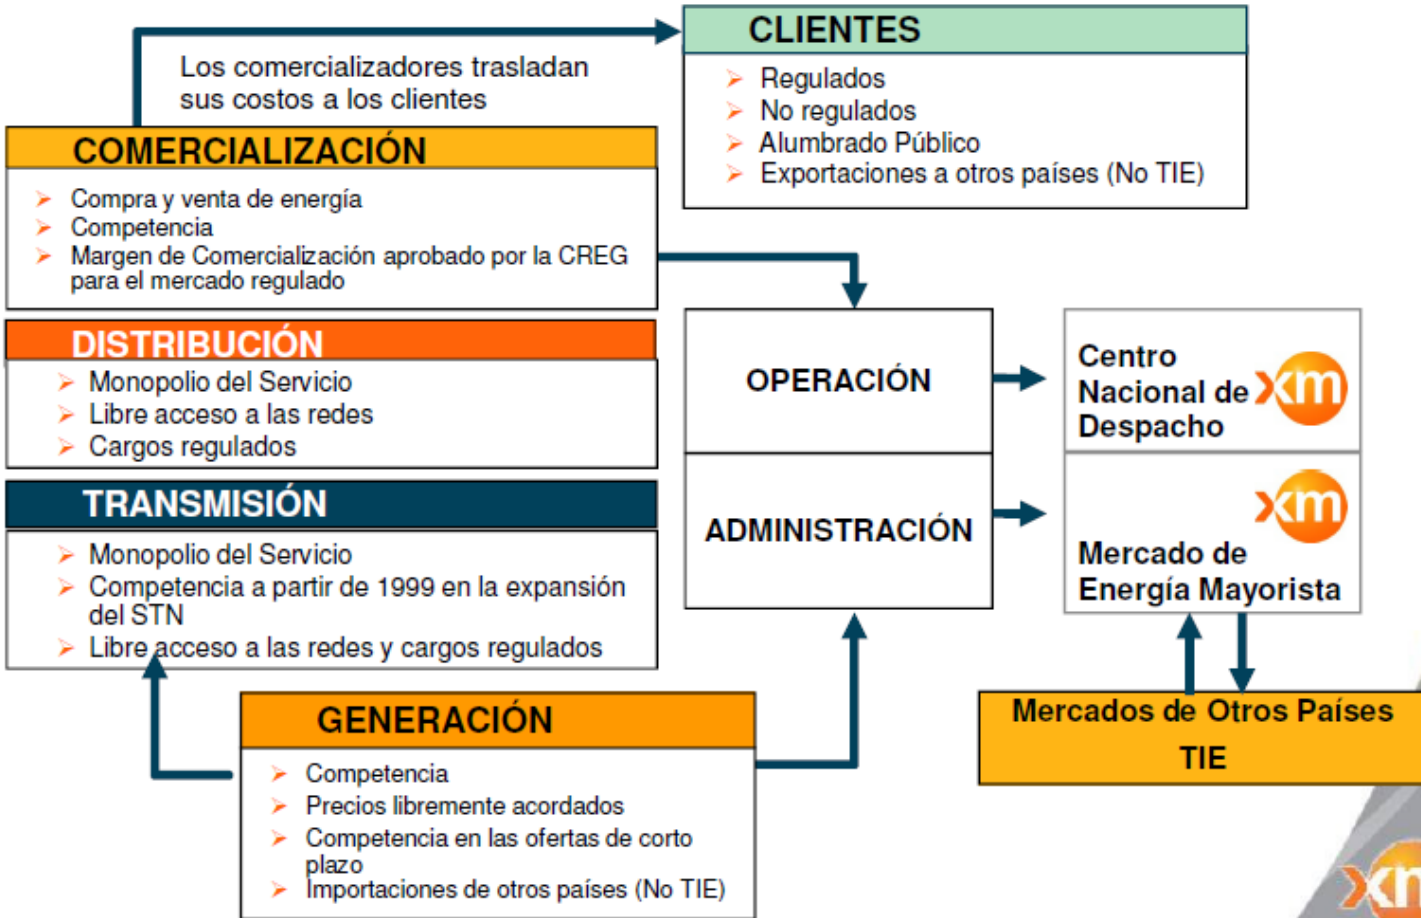 CLIENTES
Regulados
No regulados
Alumbrado Público
Exportaciones a otros países (No TIE)
Los comercializadores trasladan
sus costos a los clientes
COMERCIALIZACIÓN
Compra y venta de energía
Competencia
Margen de Comercialización aprobado por la CREG
para el mercado regulado
DISTRIBUCIÓN
Monopolio del Servicio
Libre acceso a las redes
Cargos regulados
TRANSMISIÓN
Monopolio del Servicio
Competencia a partir de 1999 en la expansión
del STN
Libre acceso a las redes y cargos regulados
GENERACIÓN
Competencia
Precios libremente acordados
Competencia en las ofertas de corto
plazo
Importaciones de otros países (No TIE)
OPERACIÓN
ADMINISTRACIÓN
Centro
Nacional de
Despacho
xm
xm
Mercado de
Energía Mayorista
Mercados de Otros Países
TIE
xm